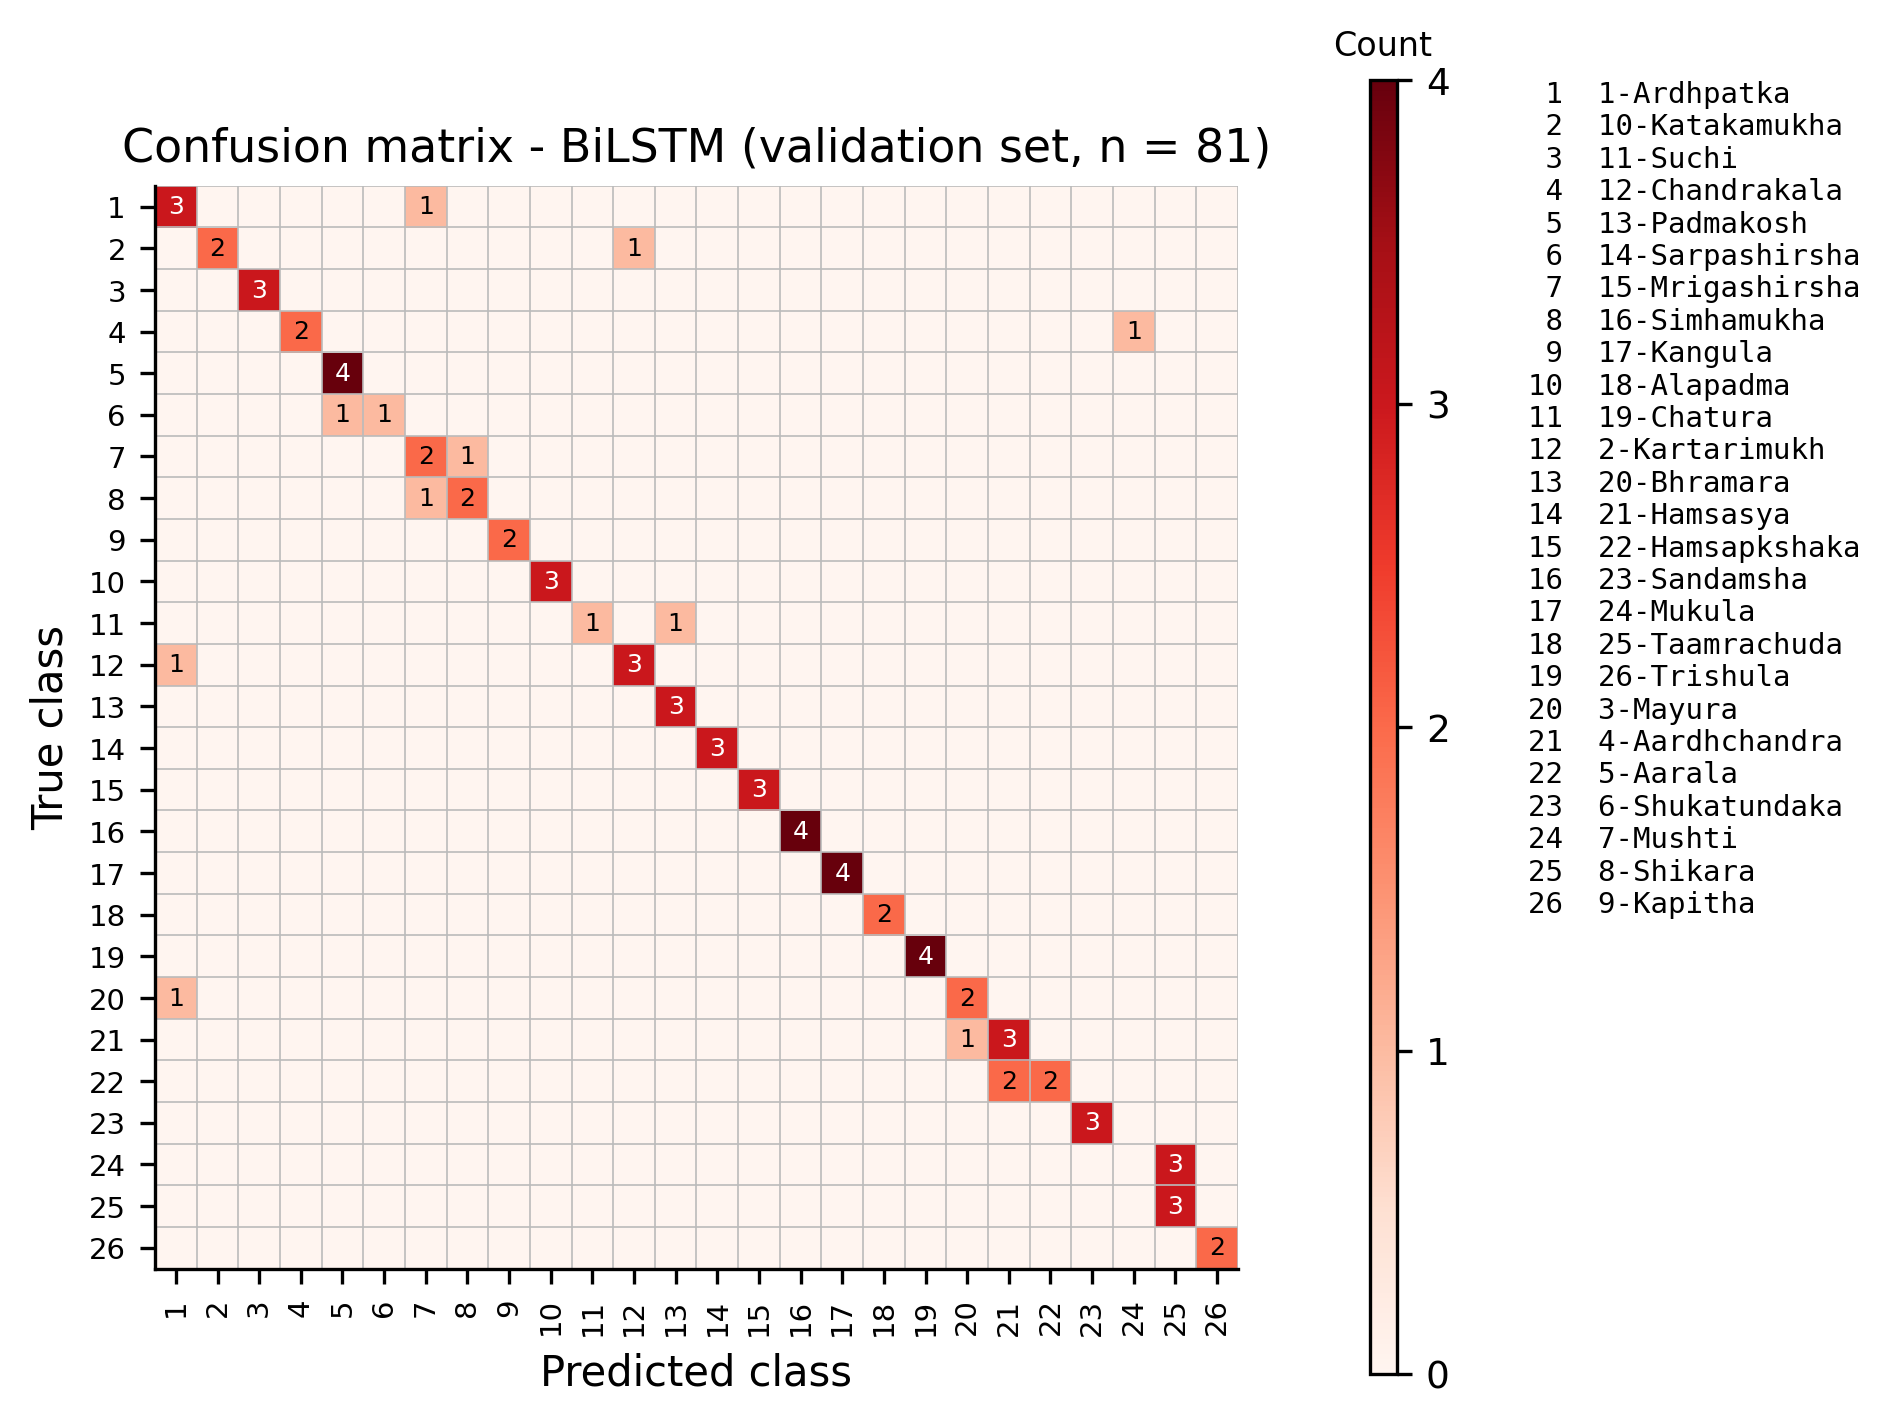 Count
Confusion matrix - BiLSTM (validation set, n = 81)
4
3
2
1
0
1 1-Ardhpatka
2 10-Katakamukha
3 11-Suchi
4 12-Chandrakala
5 13-Padmakosh
6 14-Sarpashirsha
7 15-Mrigashirsha
8 16-Simhamukha
9 17-Kangula
10 18-Alapadma
11 19-Chatura
12 2-Kartarimukh
13 20-Bhramara
14 21-Hamsasya
15 22-Hamsapkshaka
16 23-Sandamsha
17 24-Mukula
18 25-Taamrachuda
19 26-Trishula
20 3-Mayura
21 4-Aardhchandra
22 5-Aarala
23 6-Shukatundaka
24 7-Mushti
25 8-Shikara
26 9-Kapitha
True class
1 3 1
2 2 1
3 3
4 2 1
5 4
6 1 1
7 2 1
8 1 2
9 2
10 3
11 1 1
12 1 3
13 3
14 3
15 3
16 4
17 4
18 2
19 4
20 1 2
21 1 3
22 2 2
23 3
24 3
25 3
26 2
1 2 3 4 5 6 7 8 9 10 11 12 13 14 15 16 17 18 19 20 21 22 23 24 25 26
Predicted class